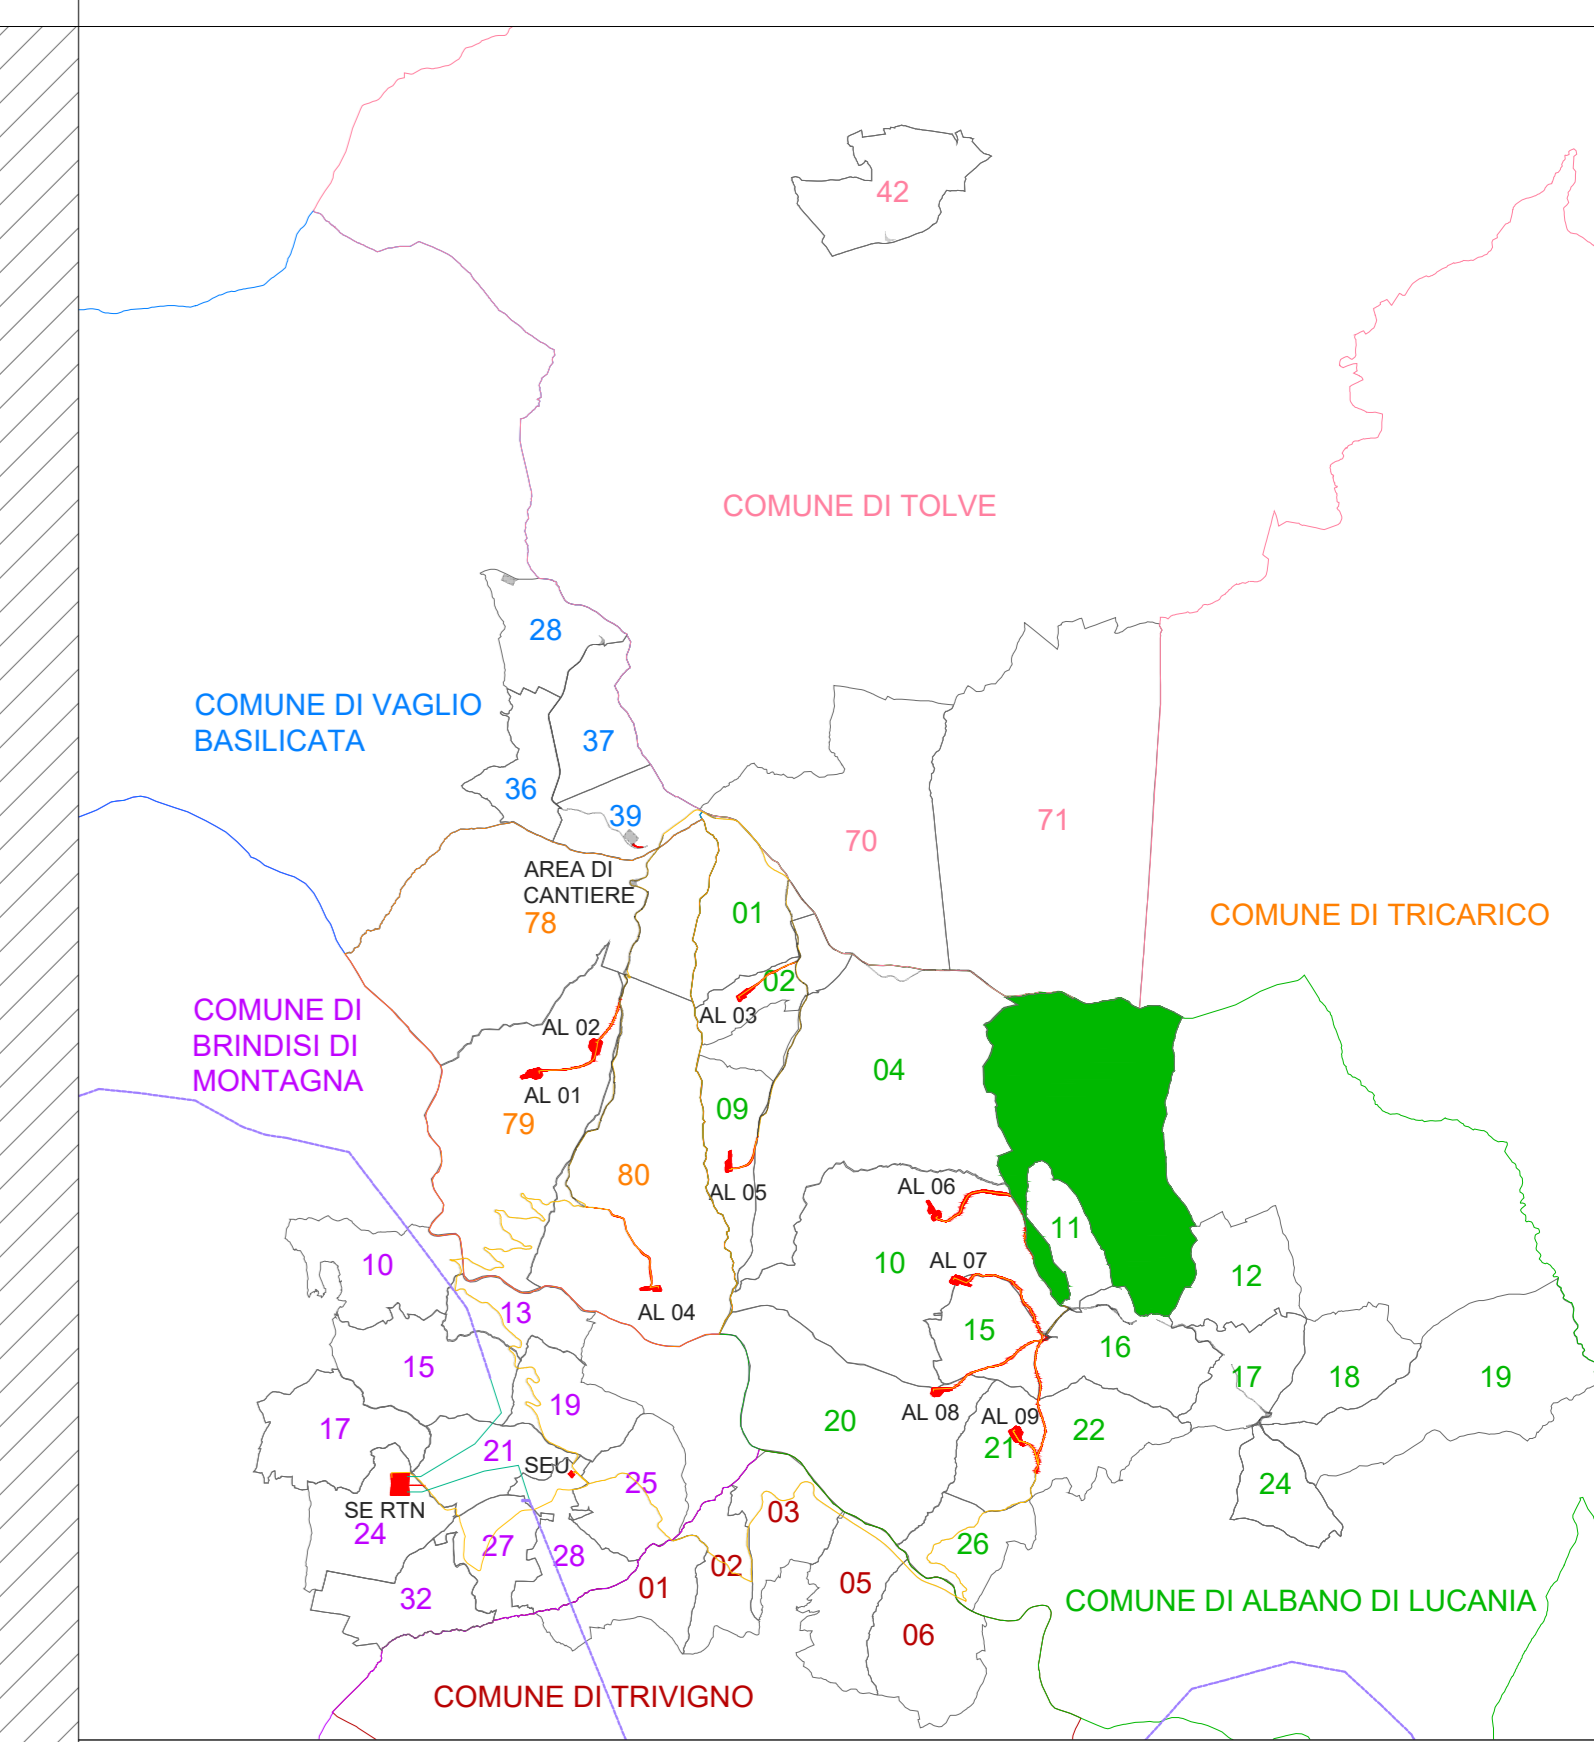 42
COMUNE DI TOLVE
28
COMUNE DI VAGLIO
BASILICATA
37
36
39
70
71
AREA DI
CANTIERE
78
01
COMUNE DI TRICARICO
02
AL 03
COMUNE DI
BRINDISI DI
MONTAGNA
AL 02
AL 01
79
04
09
80
AL 05
AL 06
11
10
10
AL 07
12
13
AL 04
15
16
15
17
18
19
19
AL 08
20
AL 09
21
22
17
21
SEU
25
24
SE RTN
24
03
27
28
02
26
32
01
05
06
COMUNE DI ALBANO DI LUCANIA
COMUNE DI TRIVIGNO